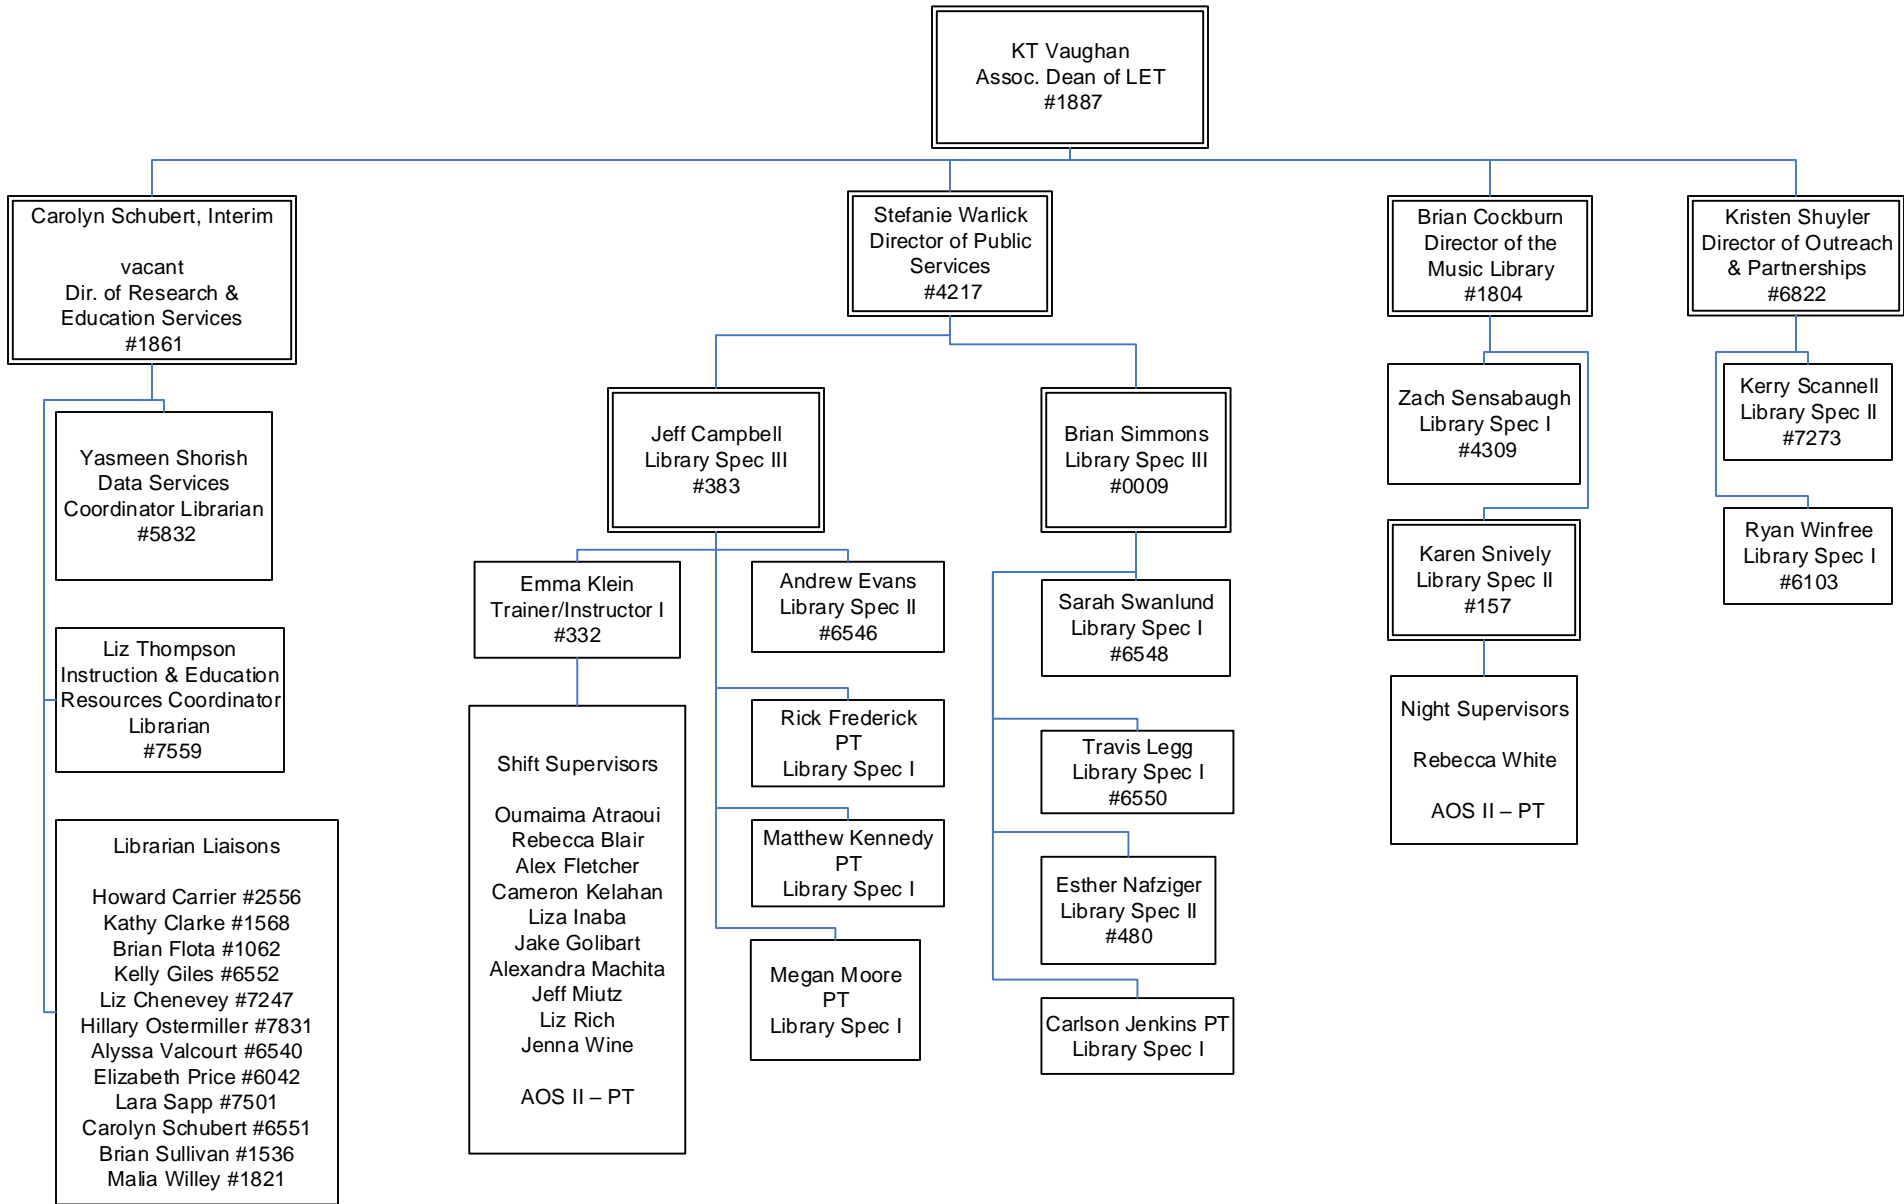 KT Vaughan
Assoc. Dean of LET
#1887
Carolyn Schubert, Interim
vacant
Dir. of Research &
Education Services
#1861
Yasmeen Shorish
Data Services
Coordinator Librarian
#5832
Liz Thompson
Instruction & Education
Resources Coordinator
Librarian
#7559
Librarian Liaisons
Howard Carrier #2556
Kathy Clarke #1568
Brian Flota #1062
Kelly Giles #6552
Liz Chenevey #7247
Hillary Ostermiller #7831
Alyssa Valcourt #6540
Elizabeth Price #6042
Lara Sapp #7501
Carolyn Schubert #6551
Brian Sullivan #1536
Malia Willey #1821
Stefanie Warlick
Director of Public
Services
#4217
Jeff Campbell
Library Spec III
#383
Emma Klein
Trainer/Instructor I
#332
Shift Supervisors
Oumaima Atraoui
Rebecca Blair
Alex Fletcher
Cameron Kelahan
Liza Inaba
Jake Golibart
Alexandra Machita
Jeff Miutz
Liz Rich
Jenna Wine
AOS II – PT
Andrew Evans
Library Spec II
#6546
Rick Frederick
PT
Library Spec I
Matthew Kennedy
PT
Library Spec I
Megan Moore
PT
Library Spec I
Brian Simmons
Library Spec III
#0009
Sarah Swanlund
Library Spec I
#6548
Travis Legg
Library Spec I
#6550
Esther Nafziger
Library Spec II
#480
Carlson Jenkins PT
Library Spec I
Brian Cockburn
Director of the
Music Library
#1804
Zach Sensabaugh
Library Spec I
#4309
Karen Snively
Library Spec II
#157
Night Supervisors
Rebecca White
AOS II – PT
Kristen Shuyler
Director of Outreach
& Partnerships
#6822
Kerry Scannell
Library Spec II
#7273
Ryan Winfree
Library Spec I
#6103